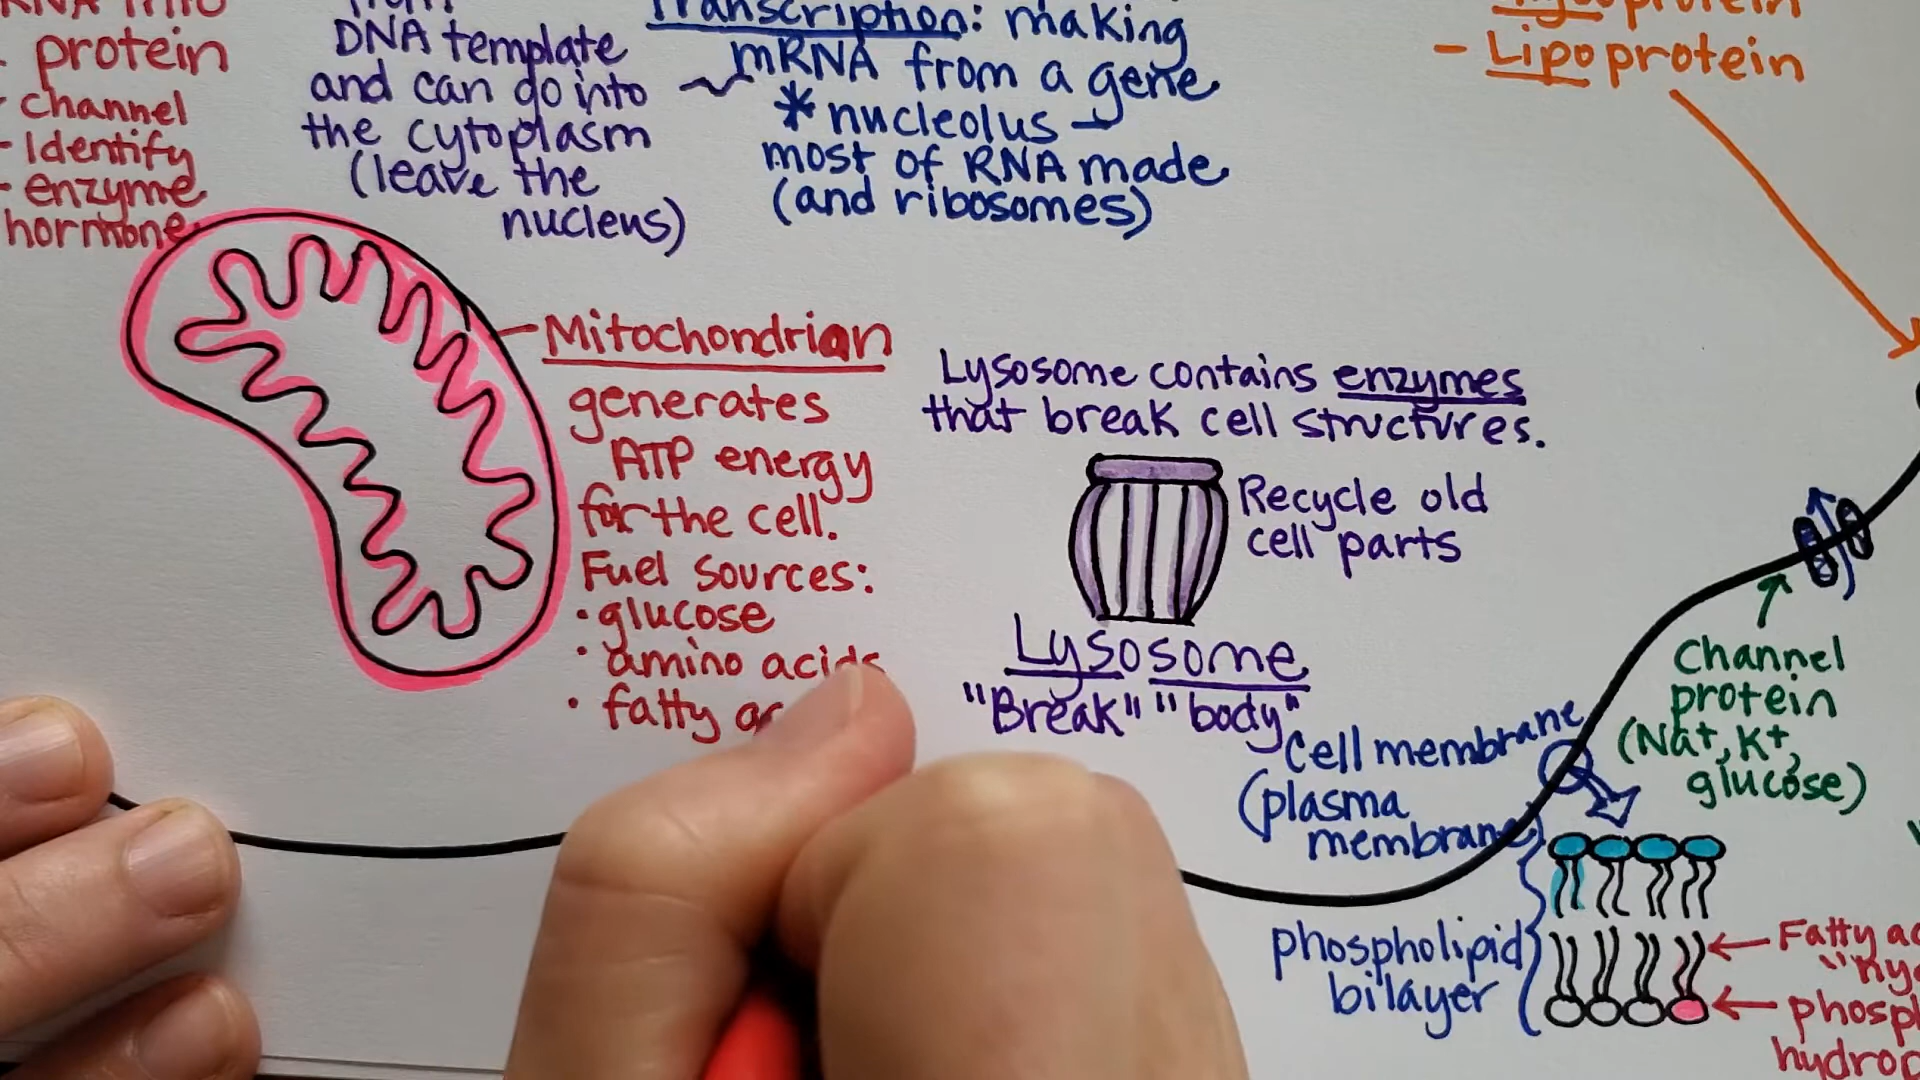 protein
- channel
- Identify
- enzyme
hormone
DNA template
and can go into
the cytoplasm
(leave the
nucleus)
Transcription: making
mRNA from a gene
* nucleolus →
most of RNA made
(and ribosomes)
- Lipoprotein
Mitochondrian
generates
ATP energy
for the cell.
Fuel sources:
• glucose
• amino acids
• fatty
Lysosome contains enzymes
that break cell structures.
Recycle old
cell parts
Lysosome
"Break" "body"
Cell membrane
(plasma
membrane)
Channel
protein
(Na+, K+,
glucose)
phospholipid
bilayer
Fatty